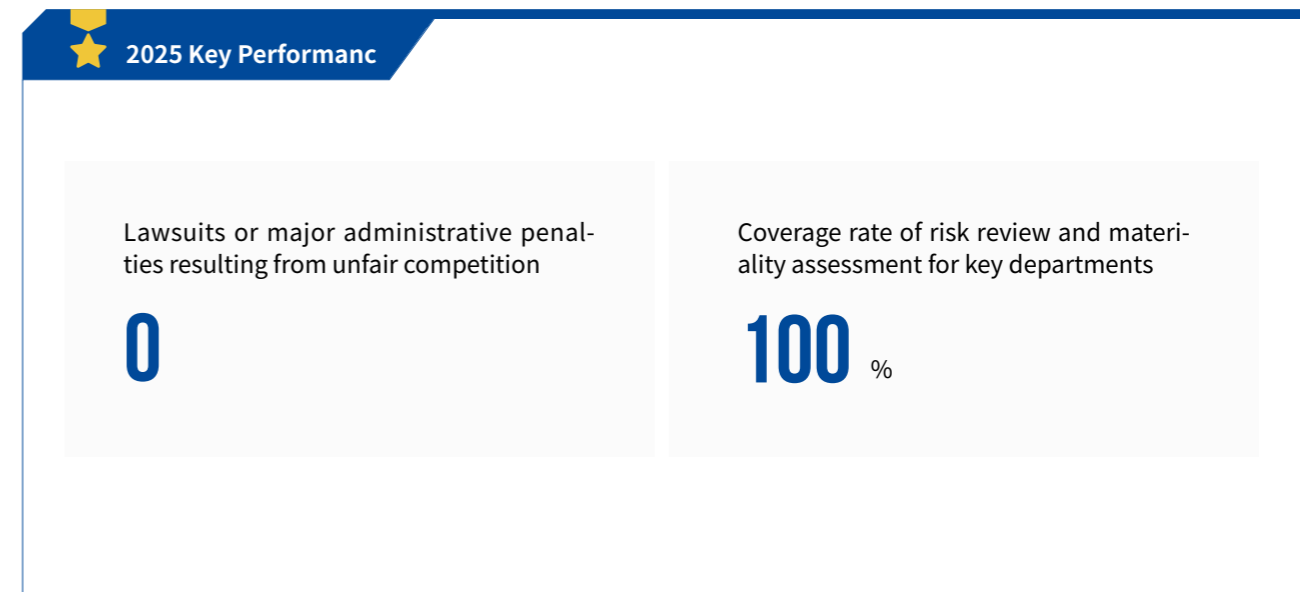 2025 Key Performanc
Lawsuits or major administrative penal-
ties resulting from unfair competition
0
Coverage rate of risk review and materi-
ality assessment for key departments
100 %